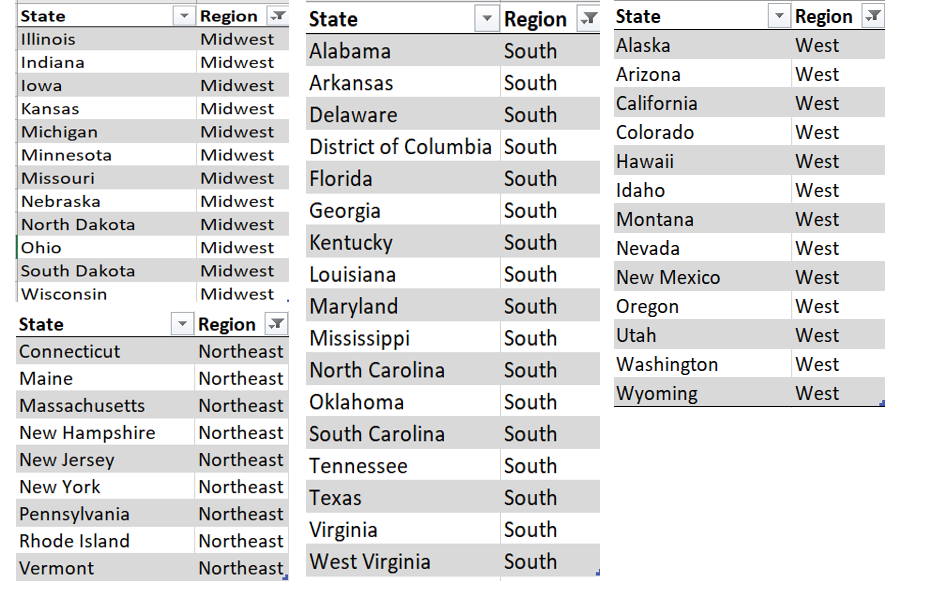 State Region
Illinois Midwest
Indiana Midwest
Iowa Midwest
Kansas Midwest
Michigan Midwest
Minnesota Midwest
Missouri Midwest
Nebraska Midwest
North Dakota Midwest
Ohio Midwest
South Dakota Midwest
Wisconsin Midwest
State Region
Connecticut Northeast
Maine Northeast
Massachusetts Northeast
New Hampshire Northeast
New Jersey Northeast
New York Northeast
Pennsylvania Northeast
Rhode Island Northeast
Vermont Northeast
State Region
Alabama South
Arkansas South
Delaware South
District of Columbia South
Florida South
Georgia South
Kentucky South
Louisiana South
Maryland South
Mississippi South
North Carolina South
Oklahoma South
South Carolina South
Tennessee South
Texas South
Virginia South
West Virginia South
State Region
Alaska West
Arizona West
California West
Colorado West
Hawaii West
Idaho West
Montana West
Nevada West
New Mexico West
Oregon West
Utah West
Washington West
Wyoming West